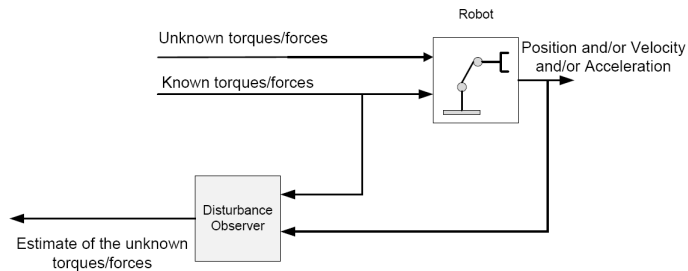 Robot
Unknown torques/forces
Position and/or Velocity
and/or Acceleration
Known torques/forces
Disturbance
Observer
Estimate of the unknown
torques/forces